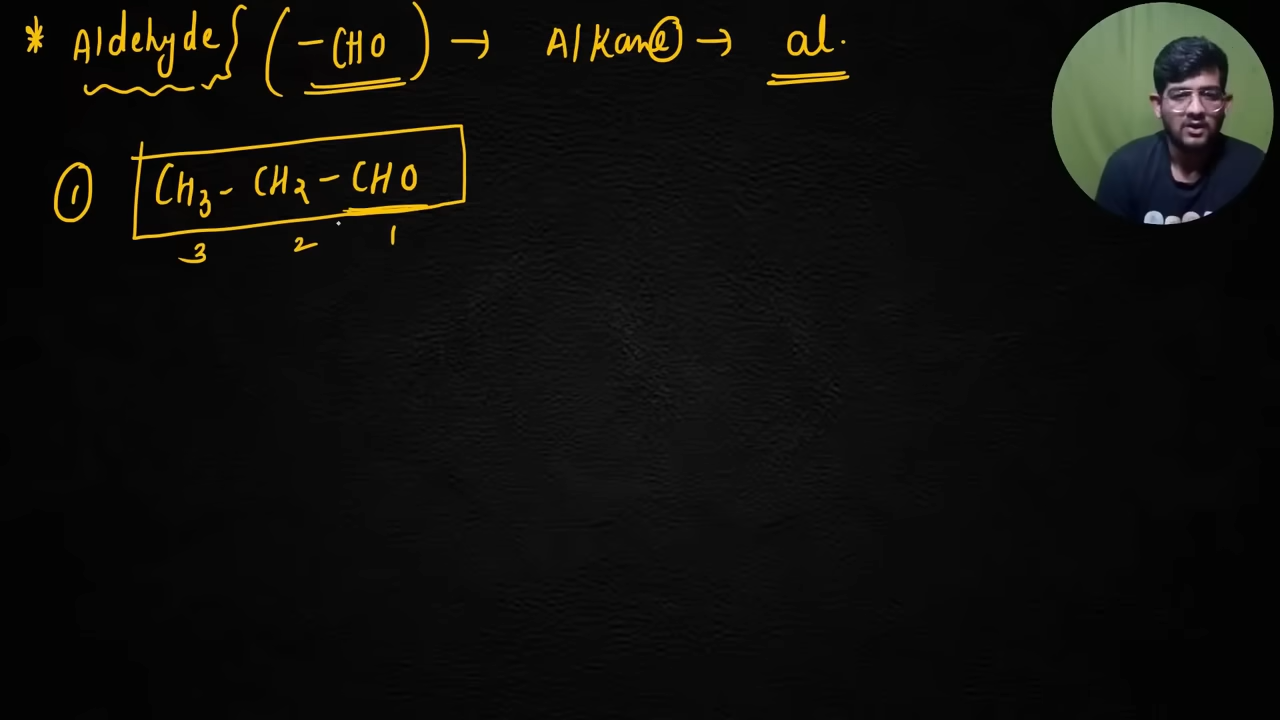 * Aldehyde} (-CHO) → Alkane → al.
① CH3 - CH2 - CHO
3 2 1